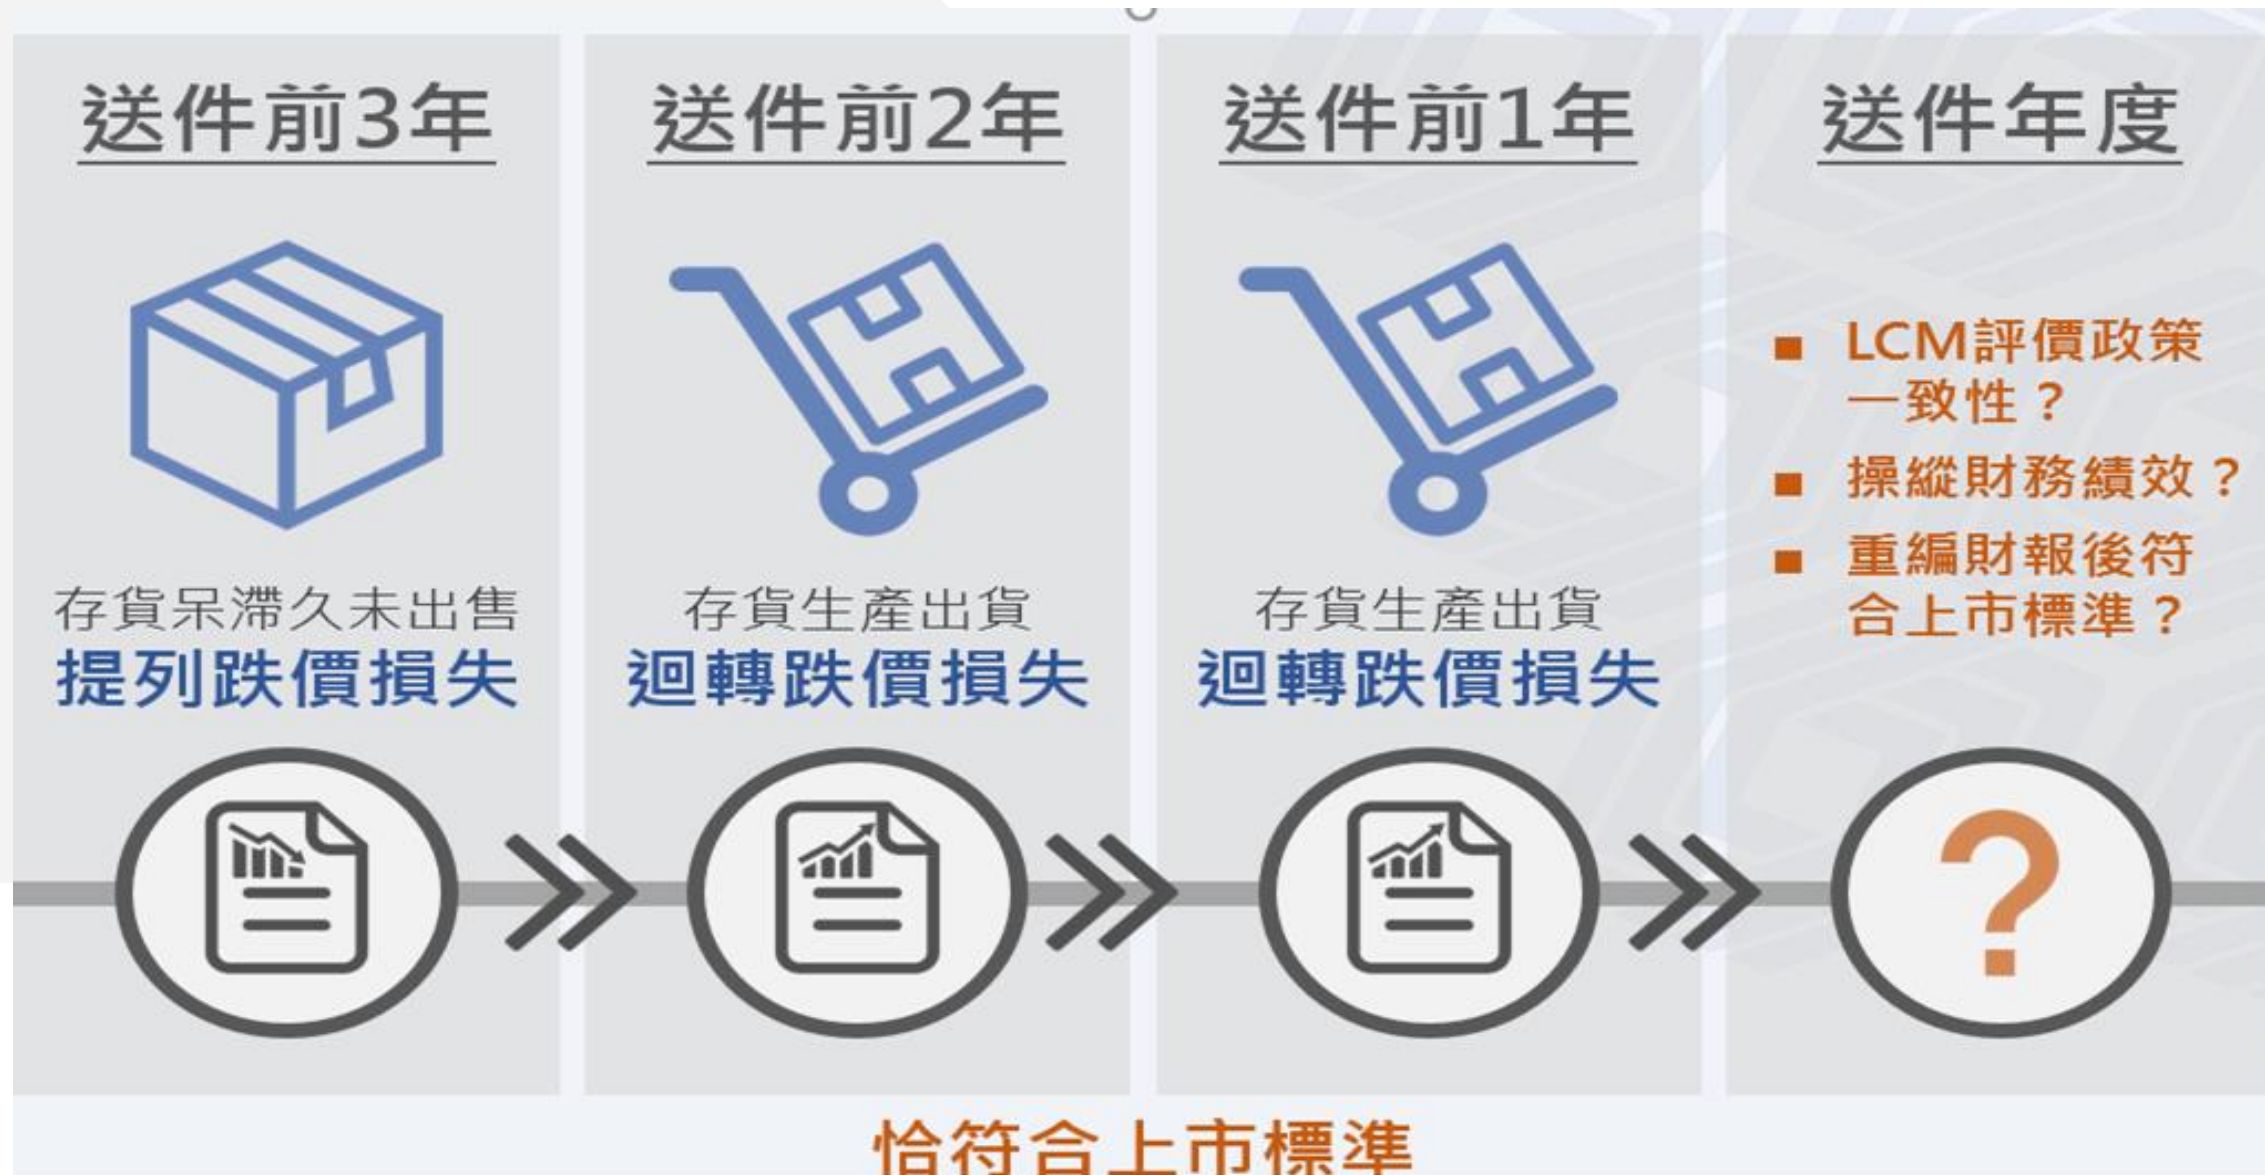 送件前3年
存貨呆滯久未出售
提列跌價損失
送件前2年
存貨生產出貨
迴轉跌價損失
送件前1年
存貨生產出貨
迴轉跌價損失
送件年度
■ LCM評價政策
一致性？
■ 操縱財務績效？
■ 重編財報後符
合上市標準？
?
恰符合上市標準